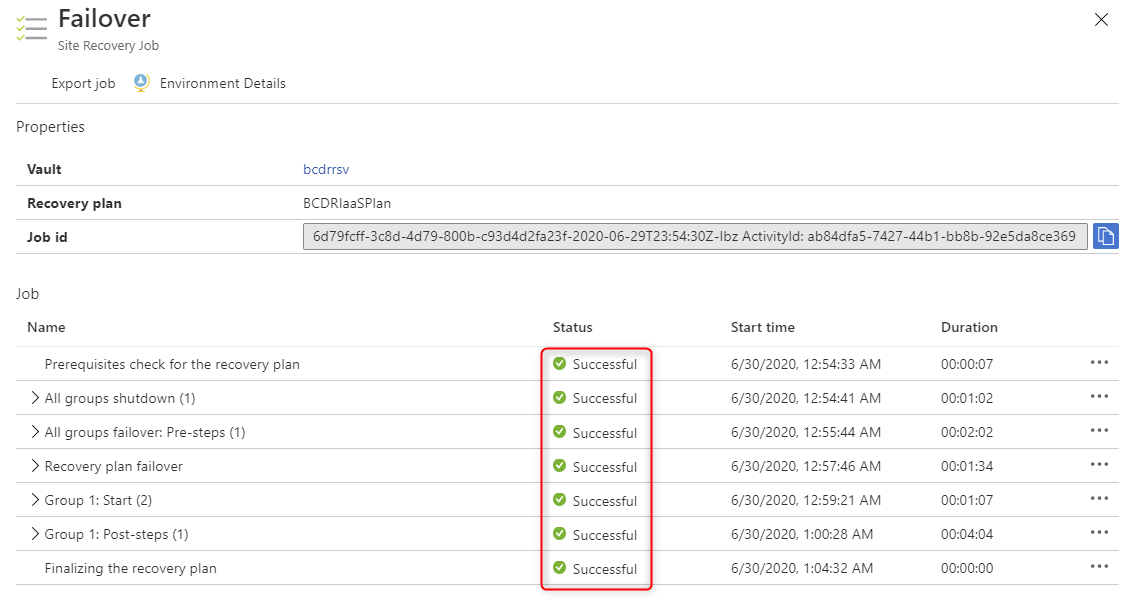 Failover
Site Recovery Job
Export job Environment Details
Properties
Vault bcdrrsv
Recovery plan BCDRIaaSPlan
Job id 6d79fcff-3c8d-4d79-800b-c93d4d2fa23f-2020-06-29T23:54:30Z-Ibz ActivityId: ab84dfa5-7427-44b1-bb8b-92e5da8ce369
Job
Name Status Start time Duration
Prerequisites check for the recovery plan Successful 6/30/2020, 12:54:33 AM 00:00:07
All groups shutdown (1) Successful 6/30/2020, 12:54:41 AM 00:01:02
All groups failover: Pre-steps (1) Successful 6/30/2020, 12:55:44 AM 00:02:02
Recovery plan failover Successful 6/30/2020, 12:57:46 AM 00:01:34
Group 1: Start (2) Successful 6/30/2020, 12:59:21 AM 00:01:07
Group 1: Post-steps (1) Successful 6/30/2020, 1:00:28 AM 00:04:04
Finalizing the recovery plan Successful 6/30/2020, 1:04:32 AM 00:00:00